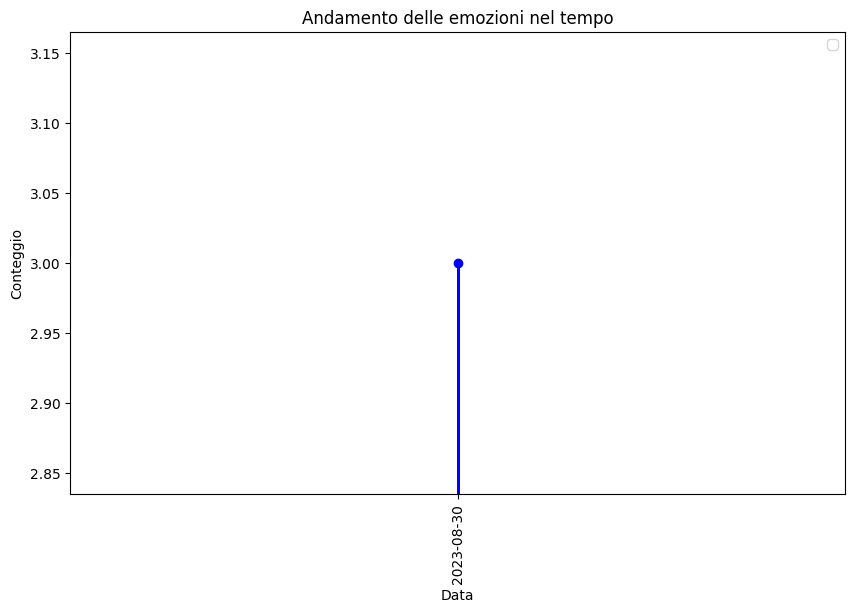 Andamento delle emozioni nel tempo
3.15
3.10
3.05
3.00
2.95
2.90
2.85
Conteggio
2023-08-30
Data